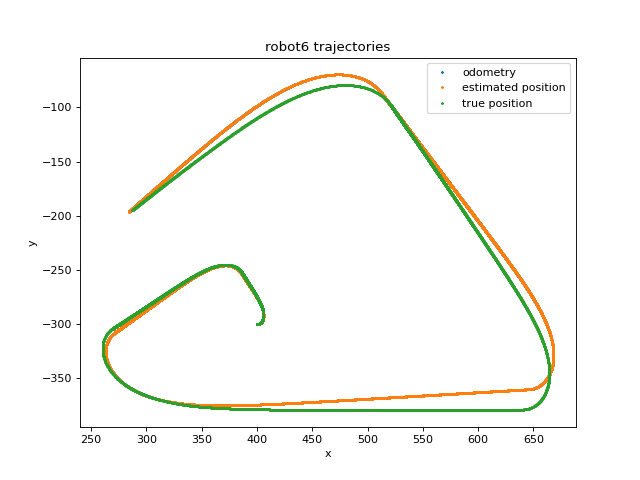 robot6 trajectories
odometry
estimated position
true position
y
−100
−150
−200
−250
−300
−350
250 300 350 400 450 500 550 600 650
x